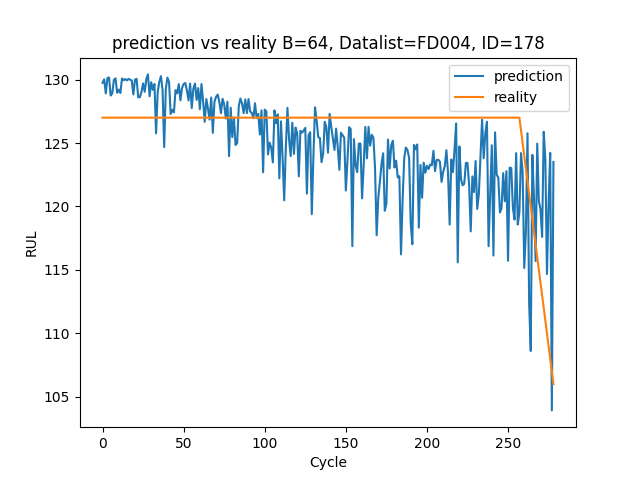 prediction vs reality B=64, Datalist=FD004, ID=178
prediction
reality
RUL
130
125
120
115
110
105
0
50
100
150
200
250
Cycle